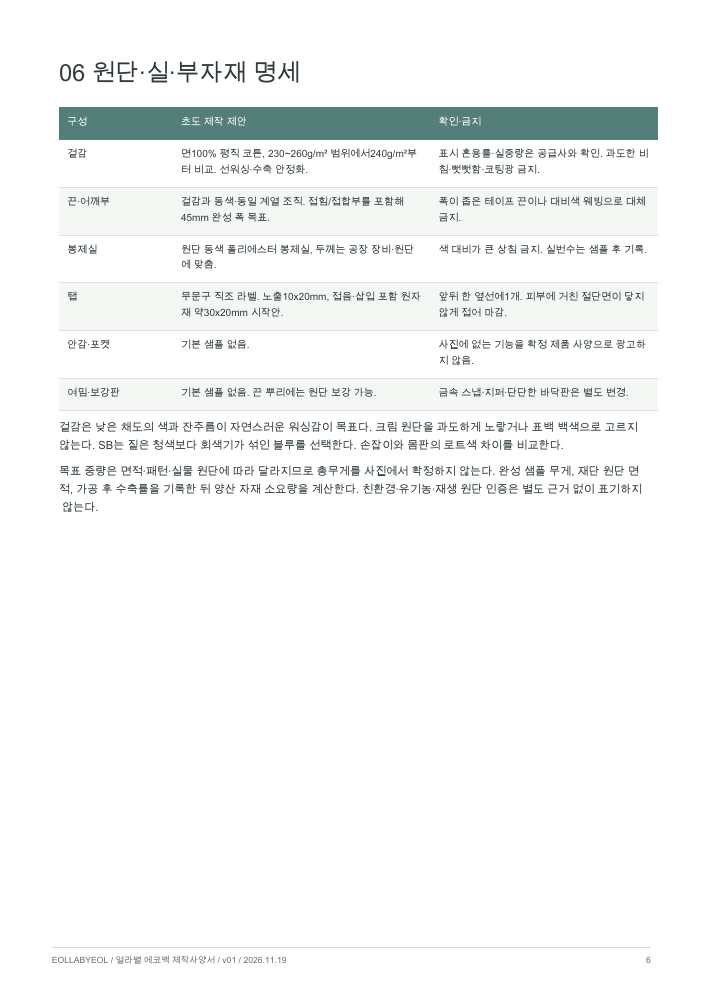 06 원단·실·부자재 명세
구성 초도 제작 제안 확인·금지
겉감 면100% 평직 코튼, 230~260g/m² 범위에서240g/m²부 표시 혼용률·실중량은 공급사와 확인. 과도한 비
터 비교. 선워싱·수축 안정화. 침·뻣뻣함·코팅광 금지.
끈·어깨부 겉감과 동색·동일 계열 조직. 접힘/접합부를 포함해 폭이 좁은 테이프 끈이나 대비색 웨빙으로 대체
45mm 완성 폭 목표. 금지.
봉제실 원단 동색 폴리에스터 봉제실, 두께는 공장 장비·원단 색 대비가 큰 상침 금지. 실번수는 샘플 후 기록.
에 맞춤.
탭 무문구 직조 라벨. 노출10x20mm, 접음·삽입 포함 원자 앞뒤 한 옆선에1개. 피부에 거친 절단면이 닿지
재 약30x20mm 시작안. 않게 접어 마감.
안감·포켓 기본 샘플 없음. 사진에 없는 기능을 확정 제품 사양으로 광고하
지 않음.
여밈·보강판 기본 샘플 없음. 끈 뿌리에는 원단 보강 가능. 금속 스냅·지퍼·단단한 바닥판은 별도 변경.
겉감은 낮은 채도의 색과 잔주름이 자연스러운 워싱감이 목표다. 크림 원단을 과도하게 노랗거나 표백 백색으로 고르지
않는다. SB는 짙은 청색보다 회색기가 섞인 블루를 선택한다. 손잡이와 몸판의 로트색 차이를 비교한다.
목표 중량은 면적·패턴·실물 원단에 따라 달라지므로 총무게를 사진에서 확정하지 않는다. 완성 샘플 무게, 재단 원단 면
적, 가공 후 수축률을 기록한 뒤 양산 자재 소요량을 계산한다. 친환경·유기농·재생 원단 인증은 별도 근거 없이 표기하지
않는다.
EOLLABYEOL / 얼라별 에코백 제작사양서 / v01 / 2026.11.19 6